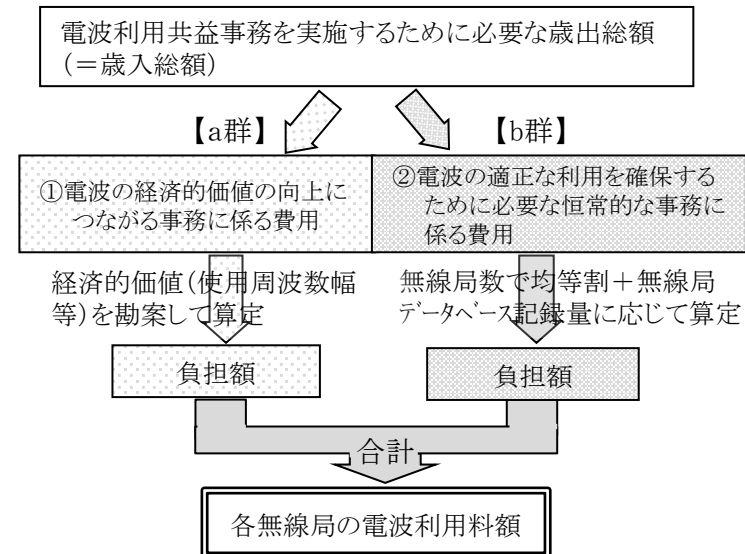 電波利用共益事務を実施するために必要な歳出総額
(=歳入総額)
【a群】
【b群】
①電波の経済的価値の向上に
つながる事務に係る費用
②電波の適正な利用を確保する
ために必要な恒常的な事務に
係る費用
経済的価値(使用周波数幅
等)を勘案して算定
無線局数で均等割+無線局
データベース記録量に応じて算定
負担額
負担額
合計
各無線局の電波利用料額